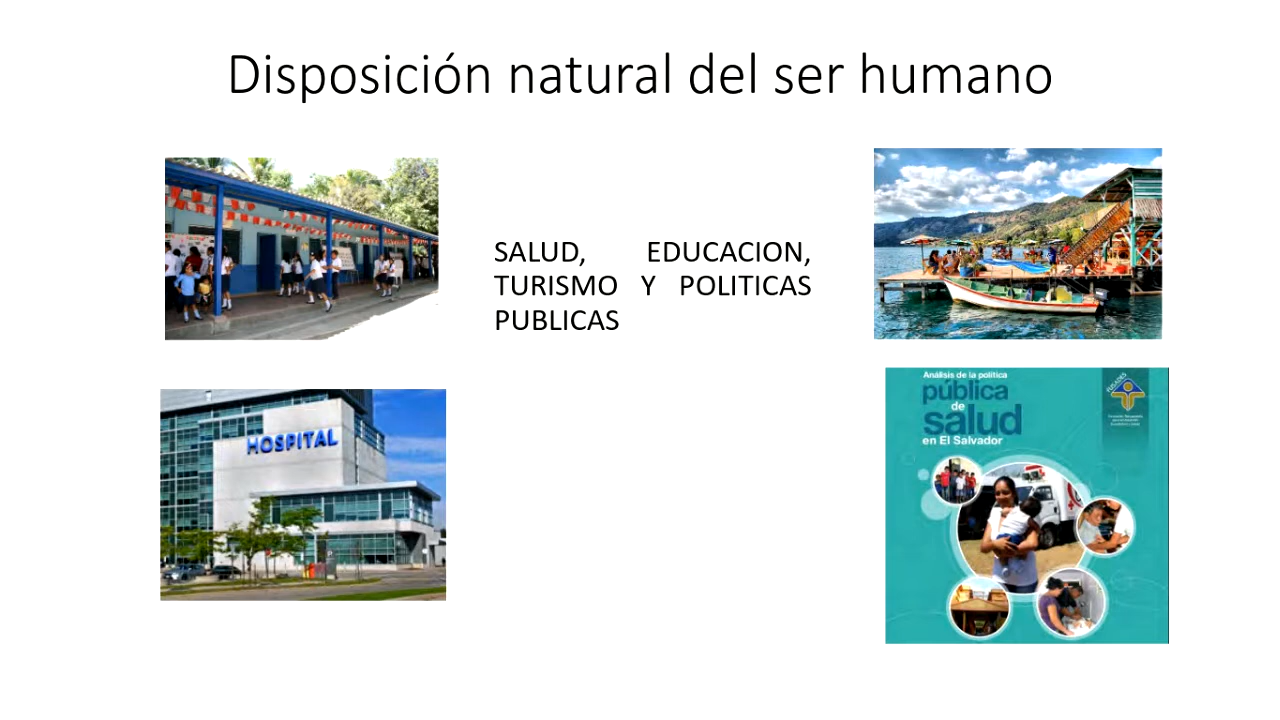 Disposición natural del ser humano
SALUD, EDUCACION,
TURISMO Y POLITICAS
PUBLICAS
HOSPITAL
Análisis de la política
pública
de
salud
en El Salvador
FUSADES